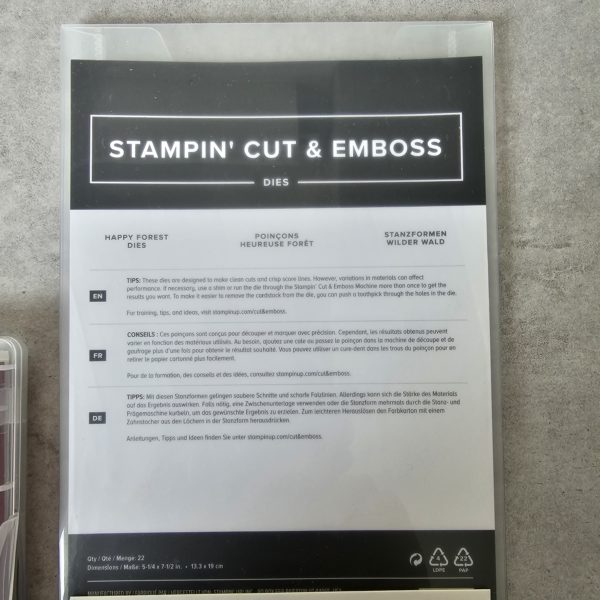 STAMPIN' CUT & EMBOSS
DIES
HAPPY FOREST
DIES
POINÇONS
HEUREUSE FORÊT
STANZFORMEN
WILDER WALD
EN
TIPS: These dies are designed to make clean cuts and crisp score lines. However, variations in materials can affect
performance. If necessary, use a shim or run the die through the Stampin' Cut & Emboss Machine more than once to get the
results you want. To make it easier to remove the cardstock from the die, you can push a toothpick through the holes in the die.
For training, tips, and ideas, visit stampinup.com/cut&emboss.
FR
CONSEILS : Ces poinçons sont conçus pour découper et marquer avec précision. Cependant, les résultats obtenus peuvent
varier en fonction des matériaux utilisés. Au besoin, ajoutez une cale ou passez le poinçon dans la machine de découpe et de
gaufrage plus d'une fois pour obtenir le résultat souhaité. Vous pouvez utiliser un cure-dent dans les trous du poinçon pour en
retirer le papier cartonné plus facilement.
Pour de la formation, des conseils et des idées, consultez stampinup.com/cut&emboss.
DE
TIPPS: Mit diesen Stanzformen gelingen saubere Schnitte und scharfe Falzlinien. Allerdings kann sich die Stärke des Materials
auf das Ergebnis auswirken. Falls nötig, eine Zwischenunterlage verwenden oder die Stanzform mehrmals durch die Stanz- und
Prägemaschine kurbeln, um das gewünschte Ergebnis zu erzielen. Zum leichteren Herauslösen den Farbkarton mit einem
Zahnstocher aus den Löchern in der Stanzform herausdrücken.
Anleitungen, Tipps und Ideen finden Sie unter stampinup.com/cut&emboss.
Qty / Qté / Menge: 22
Dimensions / Maße: 5-1/4 x 7-1/2 in. • 13.3 x 19 cm
4
LDPE
22
PAP